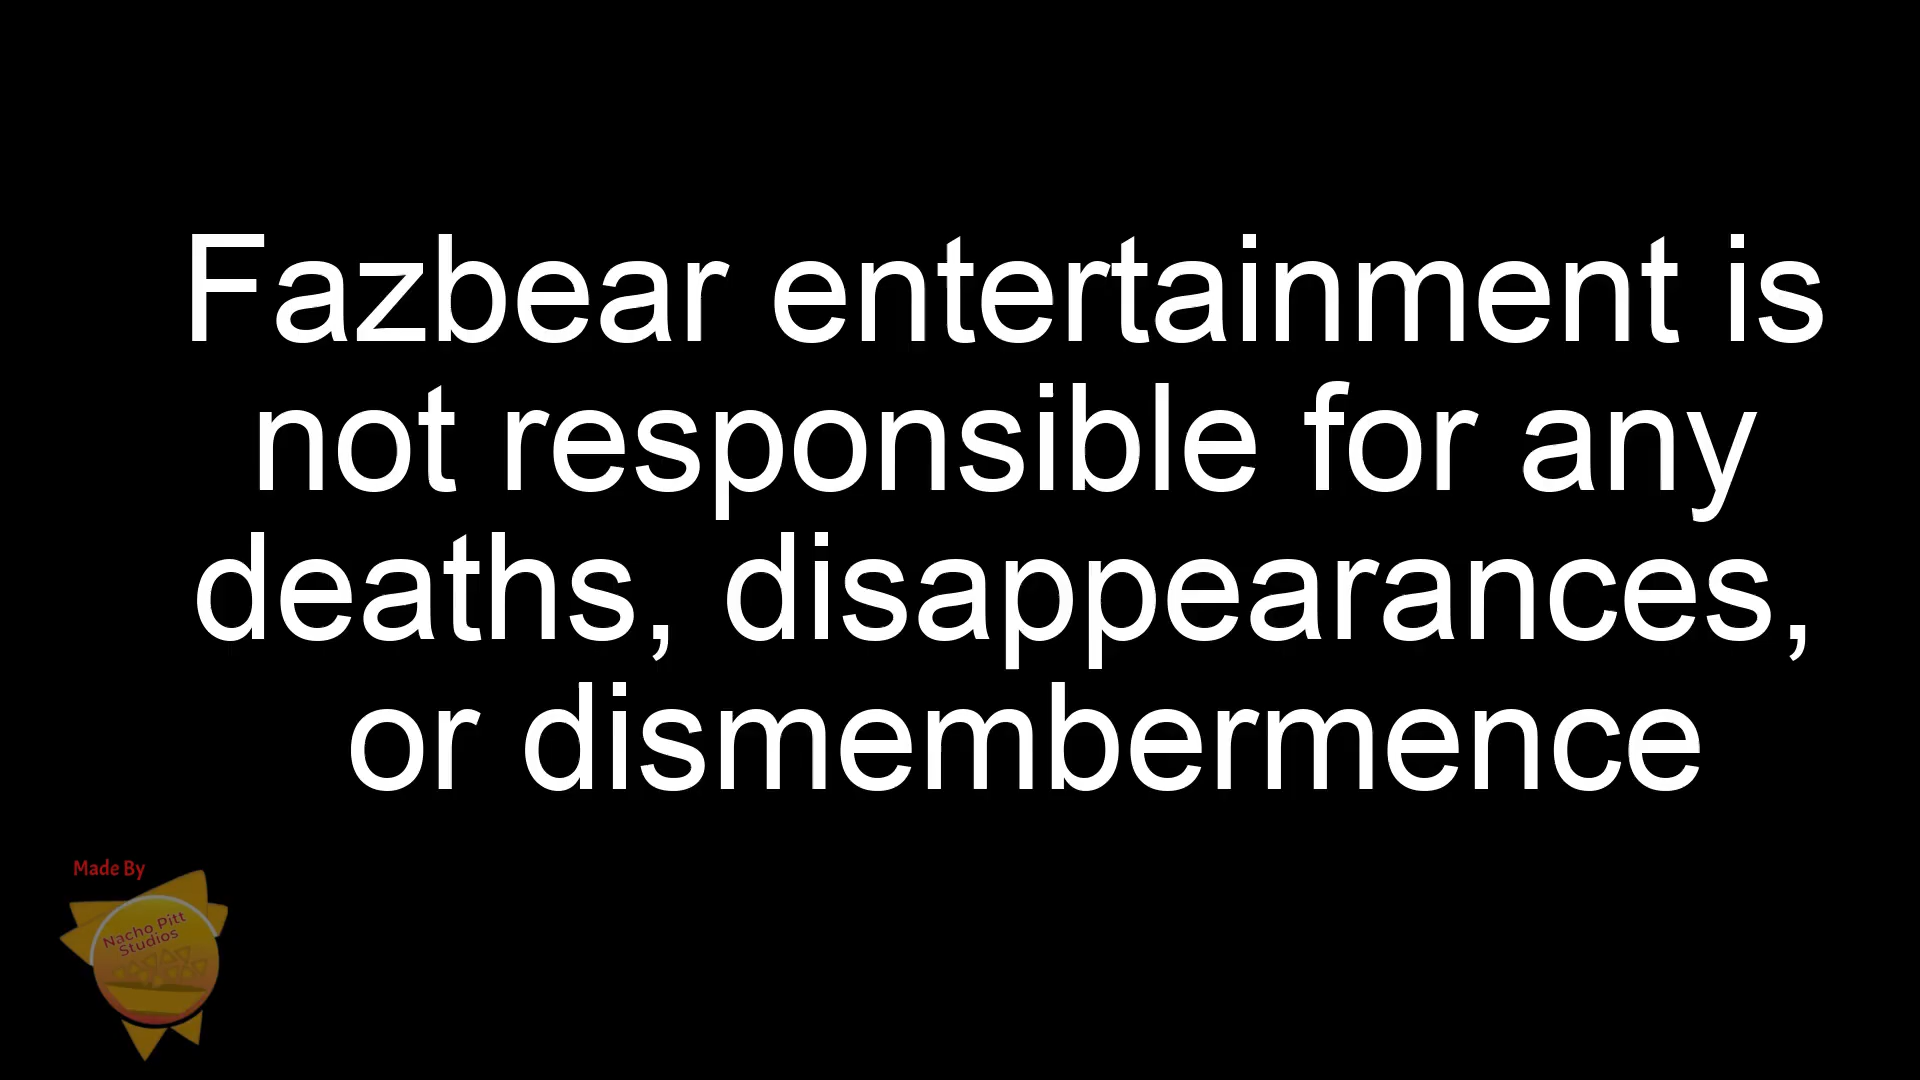 Fazbear entertainment is
not responsible for any
deaths, disappearances,
or dismembermence
Made By
Nacho Pitt
Studios